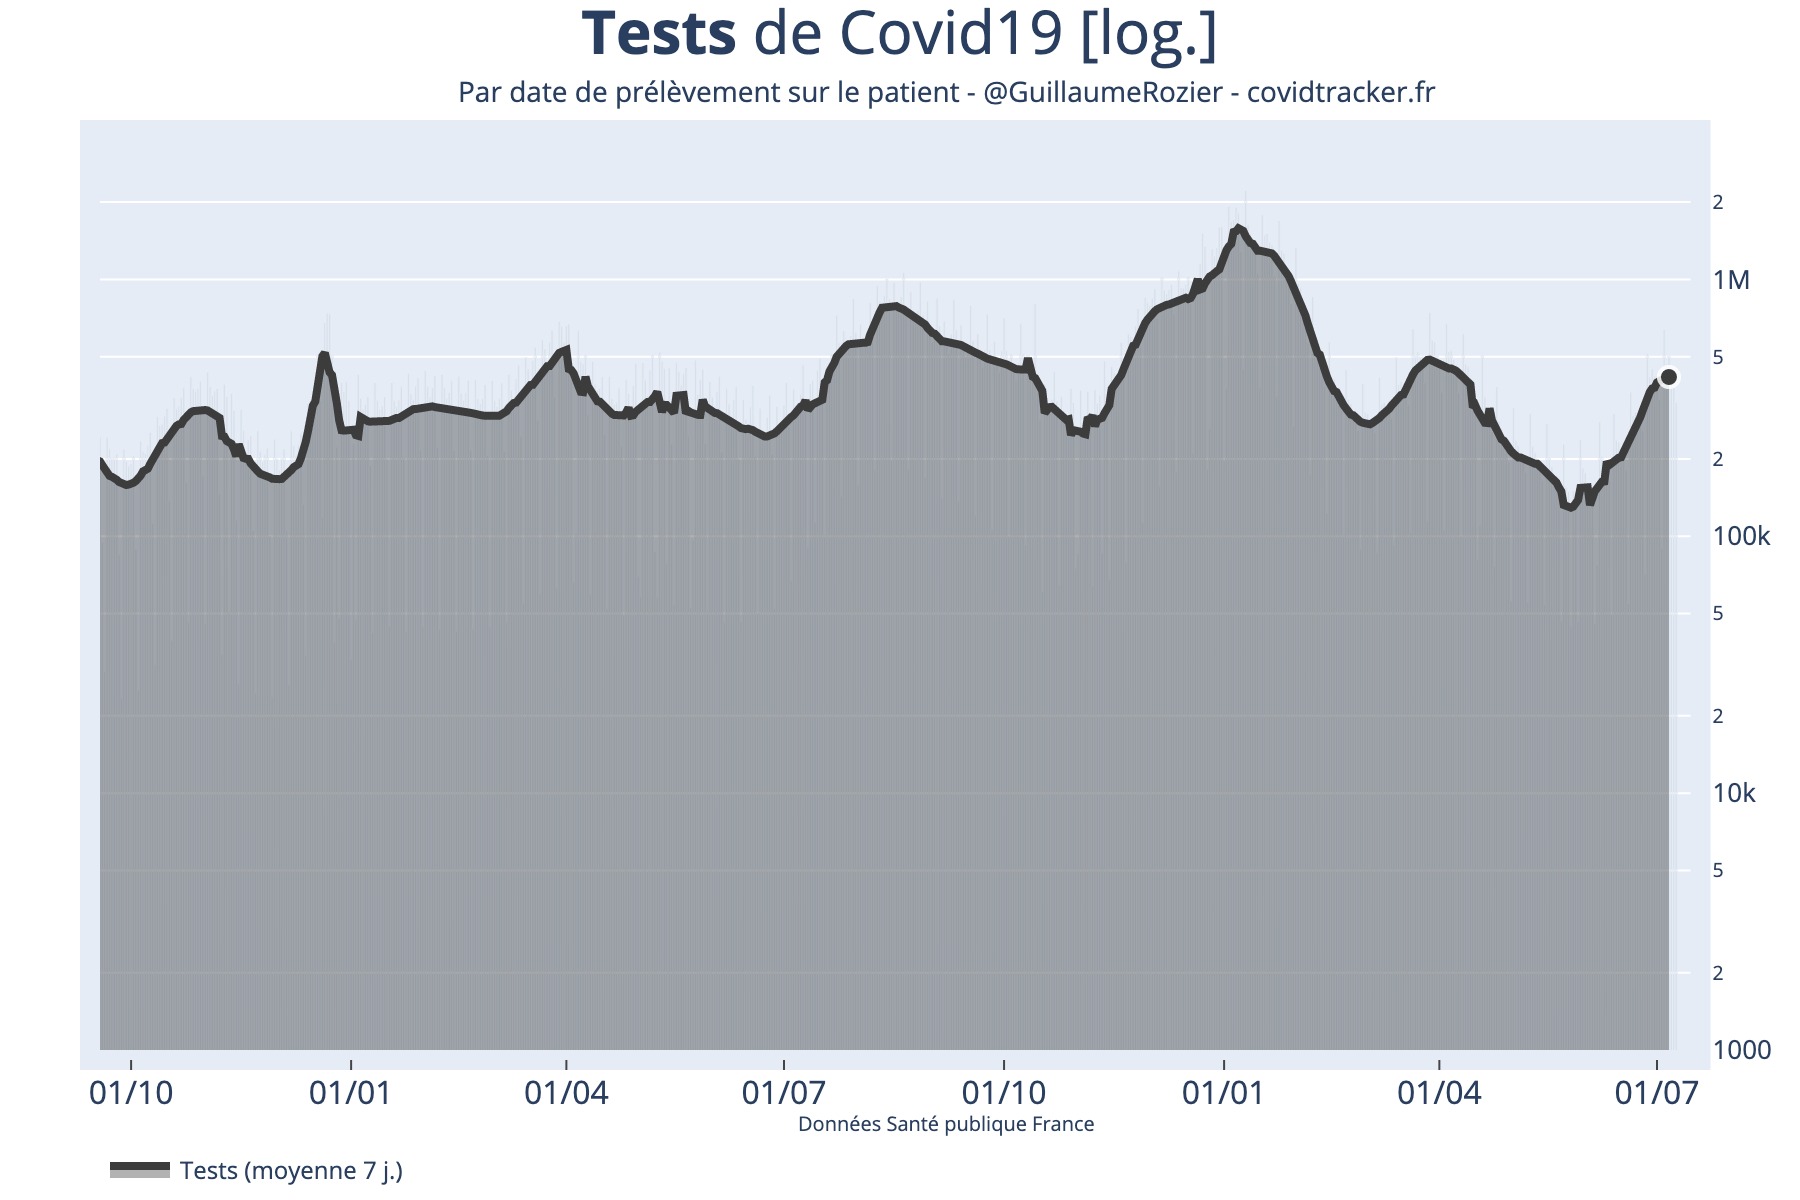 Tests de Covid19 [log.]
Par date de prélèvement sur le patient - @GuillaumeRozier - covidtracker.fr
2
1M
5
2
100k
5
2
10k
5
2
1000
01/10 01/01 01/04 01/07 01/10 01/01 01/04 01/07
Données Santé publique France
Tests (moyenne 7 j.)